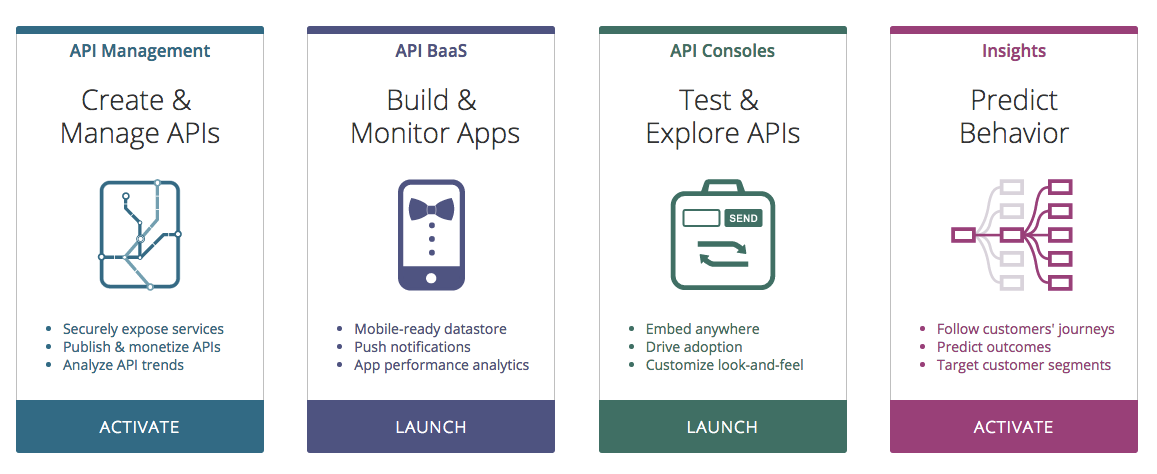 API Management
Create &
Manage APIs
• Securely expose services
• Publish & monetize APIs
• Analyze API trends
ACTIVATE
API BaaS
Build &
Monitor Apps
• Mobile-ready datastore
• Push notifications
• App performance analytics
LAUNCH
API Consoles
Test &
Explore APIs
SEND
• Embed anywhere
• Drive adoption
• Customize look-and-feel
LAUNCH
Insights
Predict
Behavior
• Follow customers' journeys
• Predict outcomes
• Target customer segments
ACTIVATE